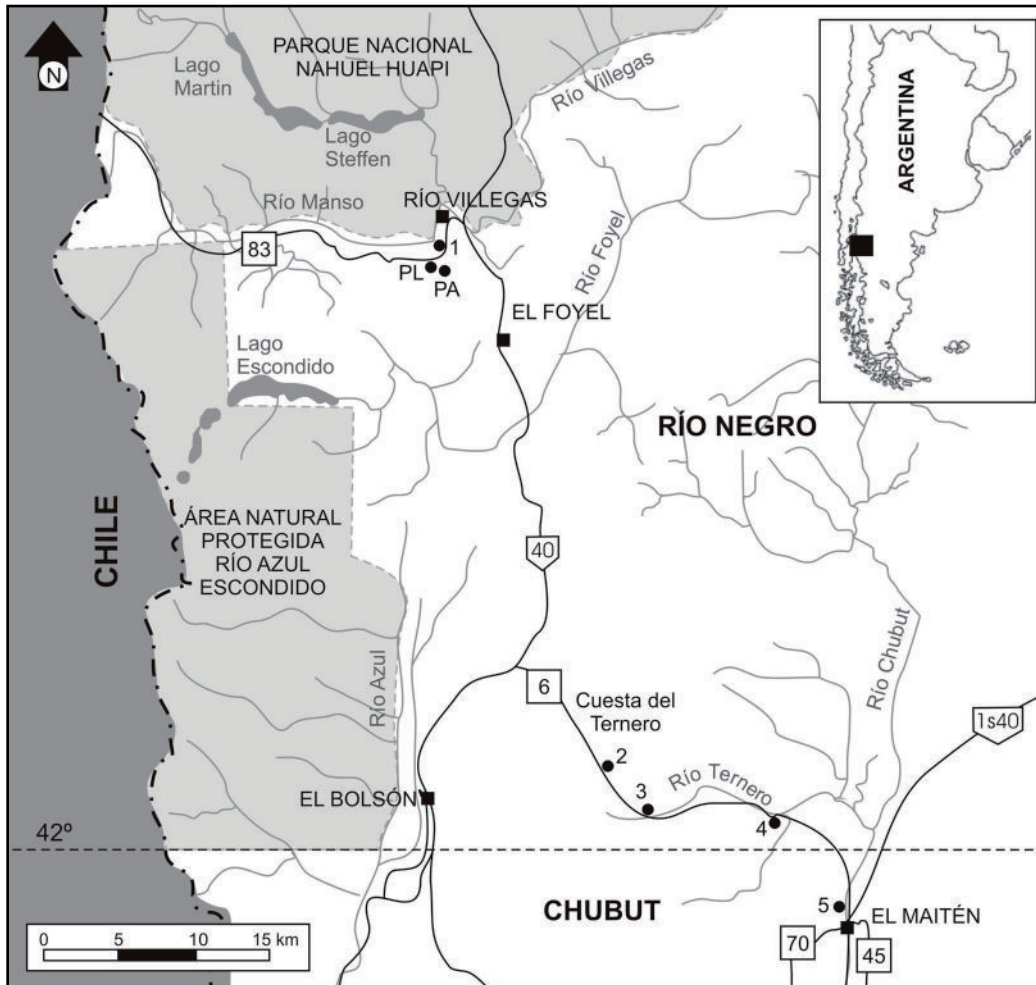 N
PARQUE NACIONAL
NAHUEL HUAPI
Lago
Martin
Río Villegas
Lago
Steffen
Río Manso
RÍO VILLEGAS
83
1
PL
PA
Río Foyel
EL FOYEL
Lago
Escondido
ARGENTINA
RÍO NEGRO
CHILE
ÁREA NATURAL
PROTEGIDA
RÍO AZUL
ESCONDIDO
40
Río Azul
Río Chubut
6
Cuesta del
Ternero
1s40
2
3
Río Ternero
4
EL BOLSÓN
42º
CHUBUT
5
EL MAITÉN
70
45
0 5 10 15 km